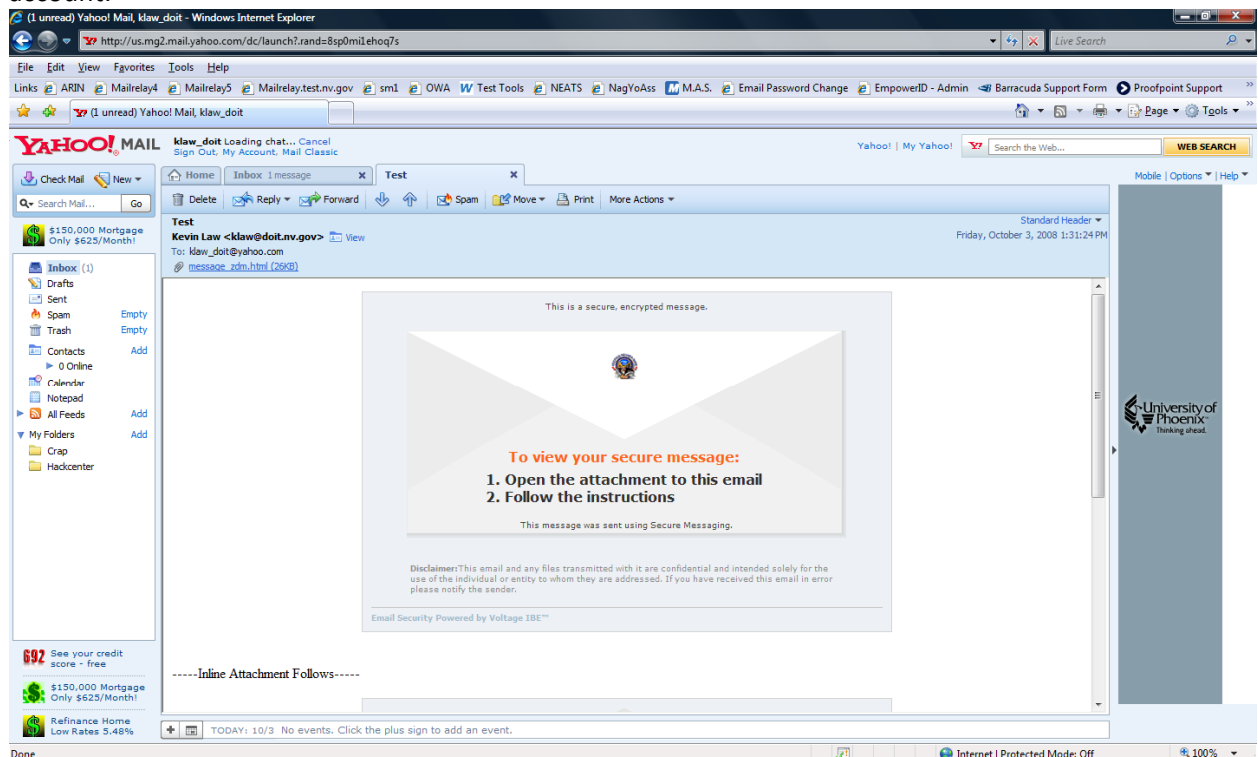 account.
(1 unread) Yahoo! Mail, klaw_doit - Windows Internet Explorer
http://us.mg2.mail.yahoo.com/dc/launch?.rand=8sp0mi1ehoq7s
Live Search
File Edit View Favorites Tools Help
Links ARIN Mailrelay4 Mailrelay5 Mailrelay.test.nv.gov sm1 OWA Test Tools NEATS NagYoAss M.A.S. Email Password Change EmpowerID - Admin Barracuda Support Form Proofpoint Support
(1 unread) Yahoo! Mail, klaw_doit
Page Tools
YAHOO! MAIL
klaw_doit Loading chat... Cancel
Sign Out, My Account, Mail Classic
Yahoo! | My Yahoo! Search the Web... WEB SEARCH
Check Mail New
Home Inbox 1 message x Test x
Mobile | Options | Help
Search Mail... Go
Delete Reply Forward Spam Move Print More Actions
$150,000 Mortgage
Only $625/Month!
Test
Standard Header
Kevin Law <klaw@doit.nv.gov> View
Friday, October 3, 2008 1:31:24 PM
To: klaw_doit@yahoo.com
message_zdm.html (26KB)
Inbox (1)
Drafts
Sent
Spam Empty
Trash Empty
Contacts Add
0 Online
Calendar
Notepad
All Feeds Add
My Folders Add
Crap
Hackcenter
This is a secure, encrypted message.
To view your secure message:
1. Open the attachment to this email
2. Follow the instructions
This message was sent using Secure Messaging.
Disclaimer:This email and any files transmitted with it are confidential and intended solely for the
use of the individual or entity to whom they are addressed. If you have received this email in error
please notify the sender.
Email Security Powered by Voltage IBE™
-----Inline Attachment Follows-----
University of
Phoenix
Thinking ahead.
692 See your credit
score - free
$150,000 Mortgage
Only $625/Month!
Refinance Home
Low Rates 5.48%
TODAY: 10/3 No events. Click the plus sign to add an event.
Done
Internet | Protected Mode: Off
100%